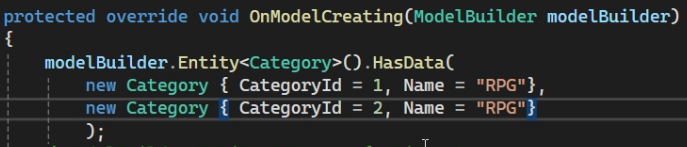 protected override void OnModelCreating(ModelBuilder modelBuilder)
{
modelBuilder.Entity<Category>().HasData(
new Category { CategoryId = 1, Name = "RPG"},
new Category { CategoryId = 2, Name = "RPG"}
);